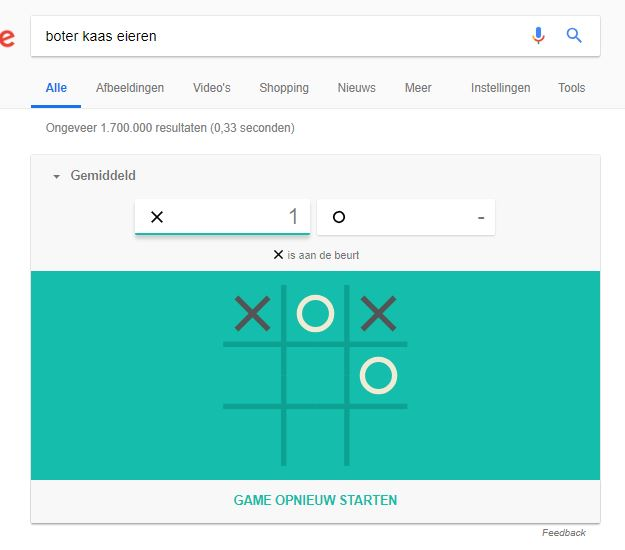 e
boter kaas eieren
Alle Afbeeldingen Video's Shopping Nieuws Meer Instellingen Tools
Ongeveer 1.700.000 resultaten (0,33 seconden)
Gemiddeld
✕ 1 O -
✕ is aan de beurt
X O X
O
GAME OPNIEUW STARTEN
Feedback